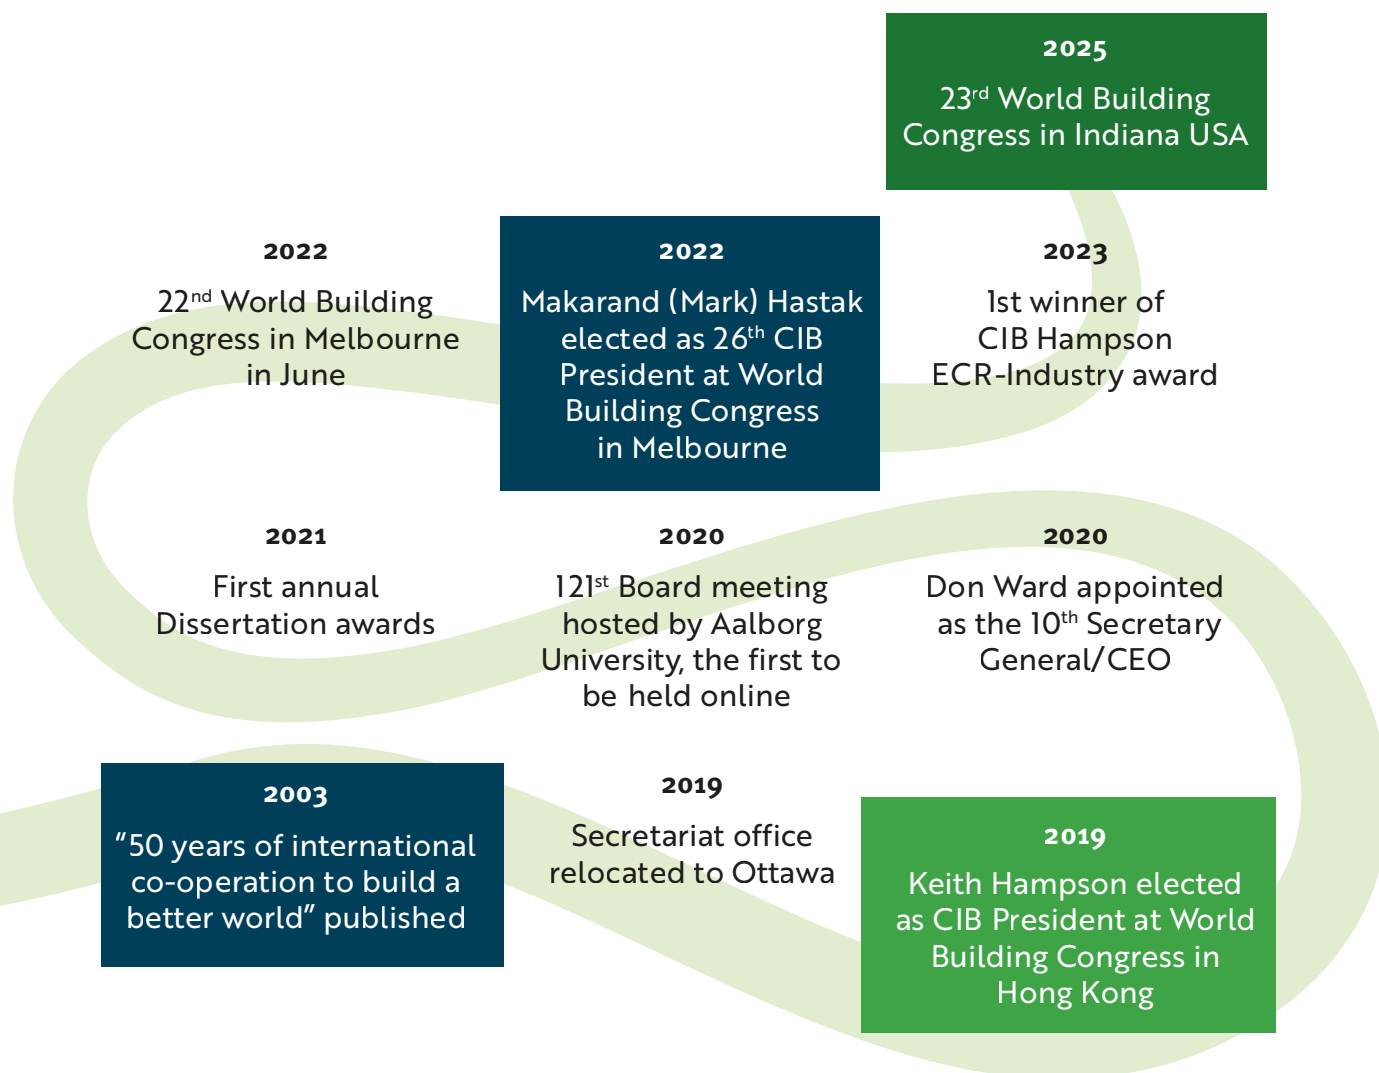 2025
23rd World Building
Congress in Indiana USA
2022
22nd World Building
Congress in Melbourne
in June
2022
Makarand (Mark) Hastak
elected as 26th CIB
President at World
Building Congress
in Melbourne
2023
1st winner of
CIB Hampson
ECR-Industry award
2021
First annual
Dissertation awards
2020
121st Board meeting
hosted by Aalborg
University, the first to
be held online
2020
Don Ward appointed
as the 10th Secretary
General/CEO
2003
“50 years of international
co-operation to build a
better world” published
2019
Secretariat office
relocated to Ottawa
2019
Keith Hampson elected
as CIB President at World
Building Congress in
Hong Kong